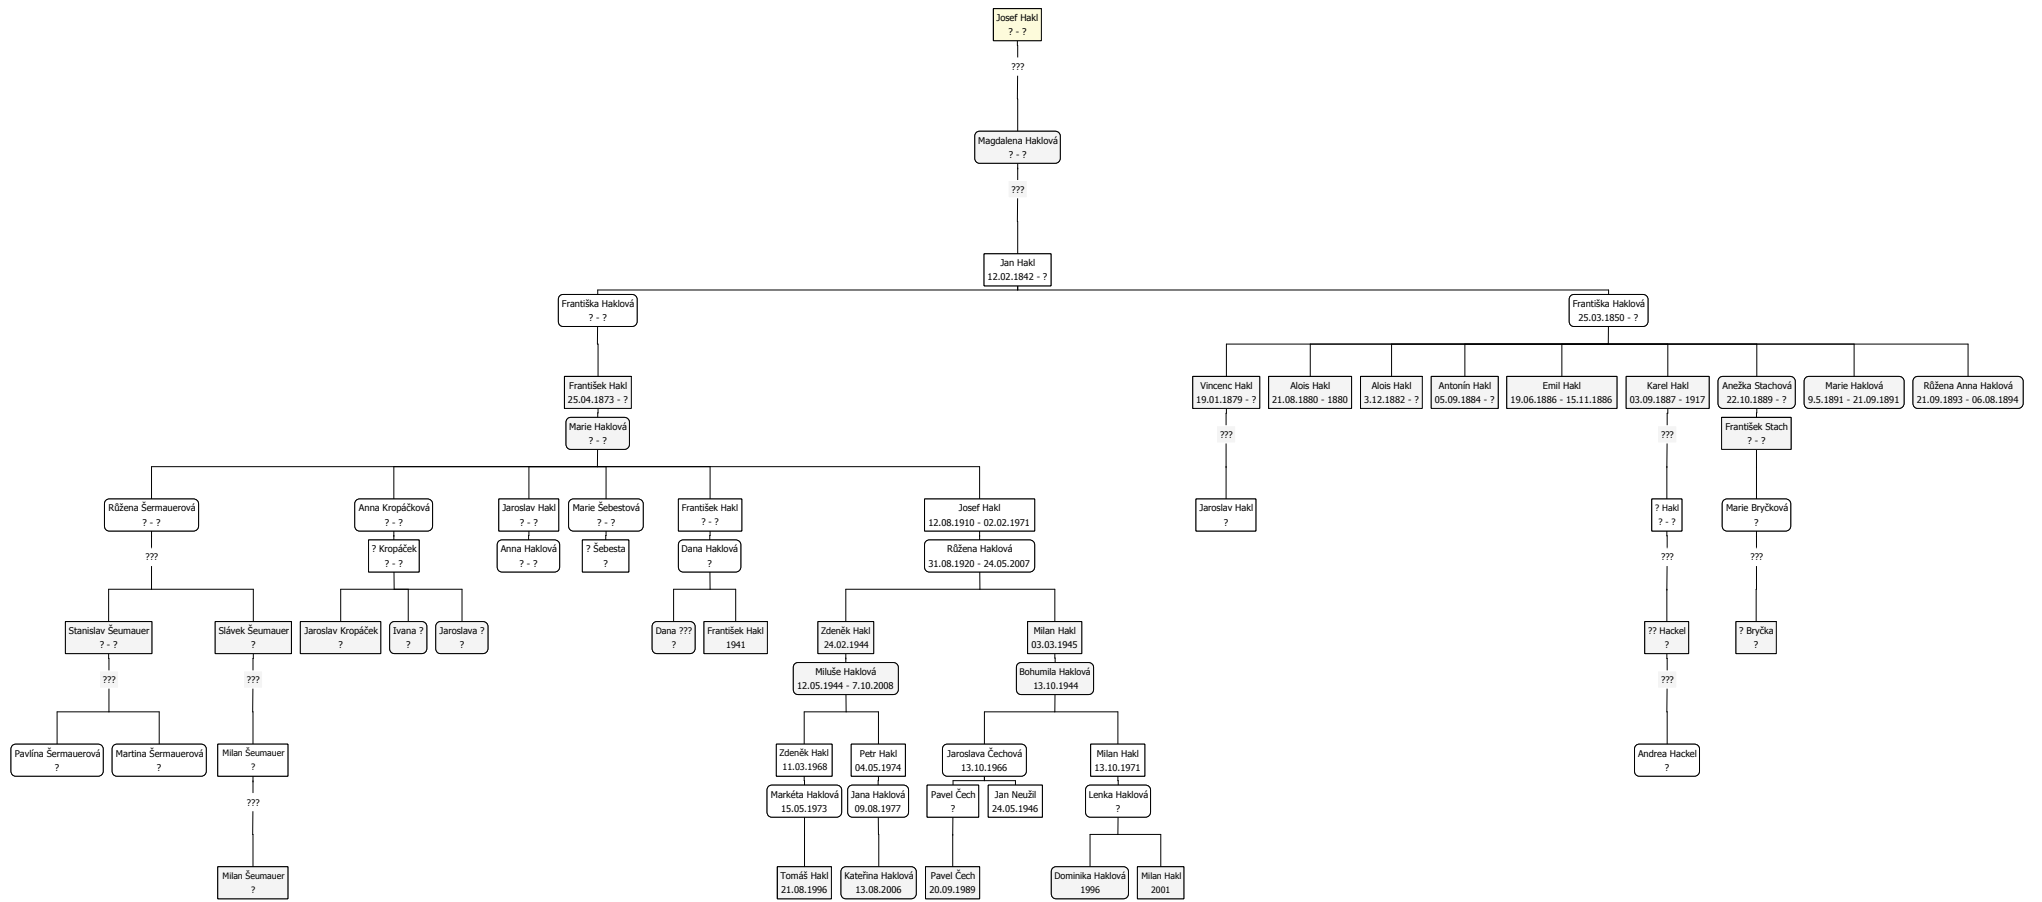 Josef Hakl
? - ?
???
Magdalena Haklová
? - ?
???
Jan Hakl
12.02.1842 - ?
Františka Haklová
? - ?
Františka Haklová
25.03.1850 - ?
František Hakl
25.04.1873 - ?
Marie Haklová
? - ?
Vincenc Hakl
19.01.1879 - ?
???
Alois Hakl
21.08.1880 - 1880
Alois Hakl
3.12.1882 - ?
Antonín Hakl
05.09.1884 - ?
Emil Hakl
19.06.1886 - 15.11.1886
Karel Hakl
03.09.1887 - 1917
???
Anežka Stachová
22.10.1889 - ?
František Stach
? - ?
Marie Haklová
9.5.1891 - 21.09.1891
Růžena Anna Haklová
21.09.1893 - 06.08.1894
Růžena Šermauerová
? - ?
???
Anna Kropáčková
? - ?
? Kropáček
? - ?
Jaroslav Hakl
? - ?
Anna Haklová
? - ?
Marie Šebestová
? - ?
? Šebesta
?
František Hakl
? - ?
Dana Haklová
?
Josef Hakl
12.08.1910 - 02.02.1971
Růžena Haklová
31.08.1920 - 24.05.2007
Jaroslav Hakl
?
? Hakl
? - ?
???
Marie Bryčková
?
???
Stanislav Šeumauer
? - ?
???
Slávek Šeumauer
?
???
Jaroslav Kropáček
?
Ivana ?
?
Jaroslava ?
?
Dana ???
?
František Hakl
1941
Zdeněk Hakl
24.02.1944
Miluše Haklová
12.05.1944 - 7.10.2008
Milan Hakl
03.03.1945
Bohumila Haklová
13.10.1944
?? Hackel
?
???
? Bryčka
?
Pavlína Šermauerová
?
Martina Šermauerová
?
Milan Šeumauer
?
???
Zdeněk Hakl
11.03.1968
Markéta Haklová
15.05.1973
Petr Hakl
04.05.1974
Jana Haklová
09.08.1977
Jaroslava Čechová
13.10.1966
Pavel Čech
?
Jan Neužil
24.05.1946
Milan Hakl
13.10.1971
Lenka Haklová
?
Andrea Hackel
?
Milan Šeumauer
?
Tomáš Hakl
21.08.1996
Kateřina Haklová
13.08.2006
Pavel Čech
20.09.1989
Dominika Haklová
1996
Milan Hakl
2001